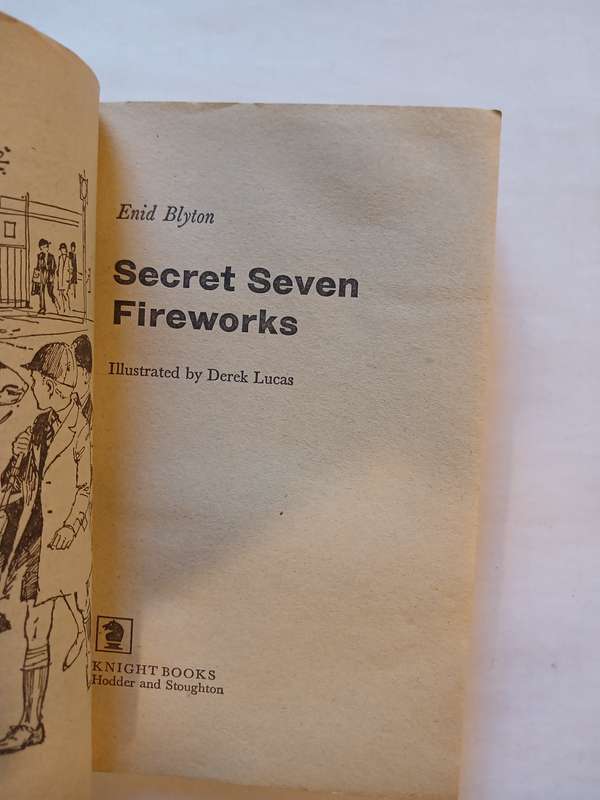 Enid Blyton
Secret Seven
Fireworks
Illustrated by Derek Lucas
KNIGHT BOOKS
Hodder and Stoughton